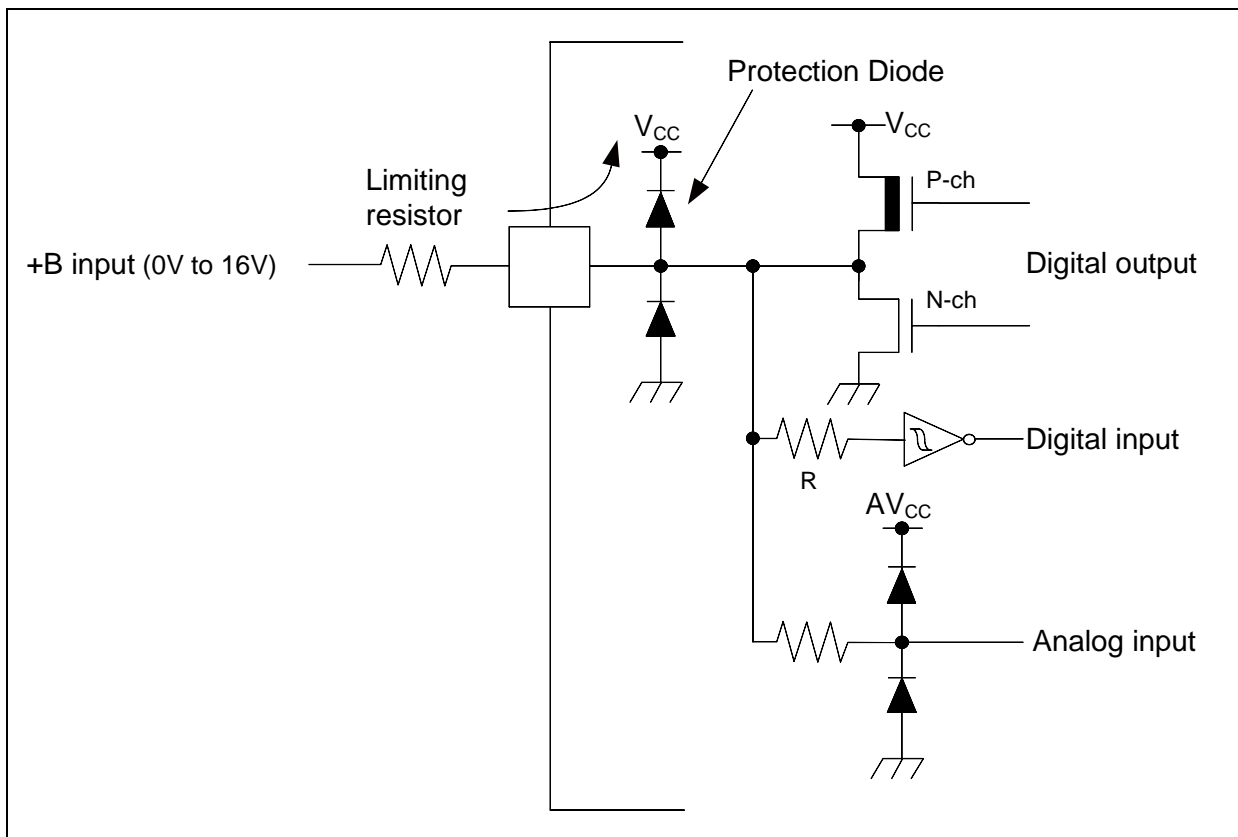 Protection Diode
VCC
VCC
P-ch
Limiting
resistor
+B input (0V to 16V)
Digital output
N-ch
Digital input
R
AVCC
Analog input